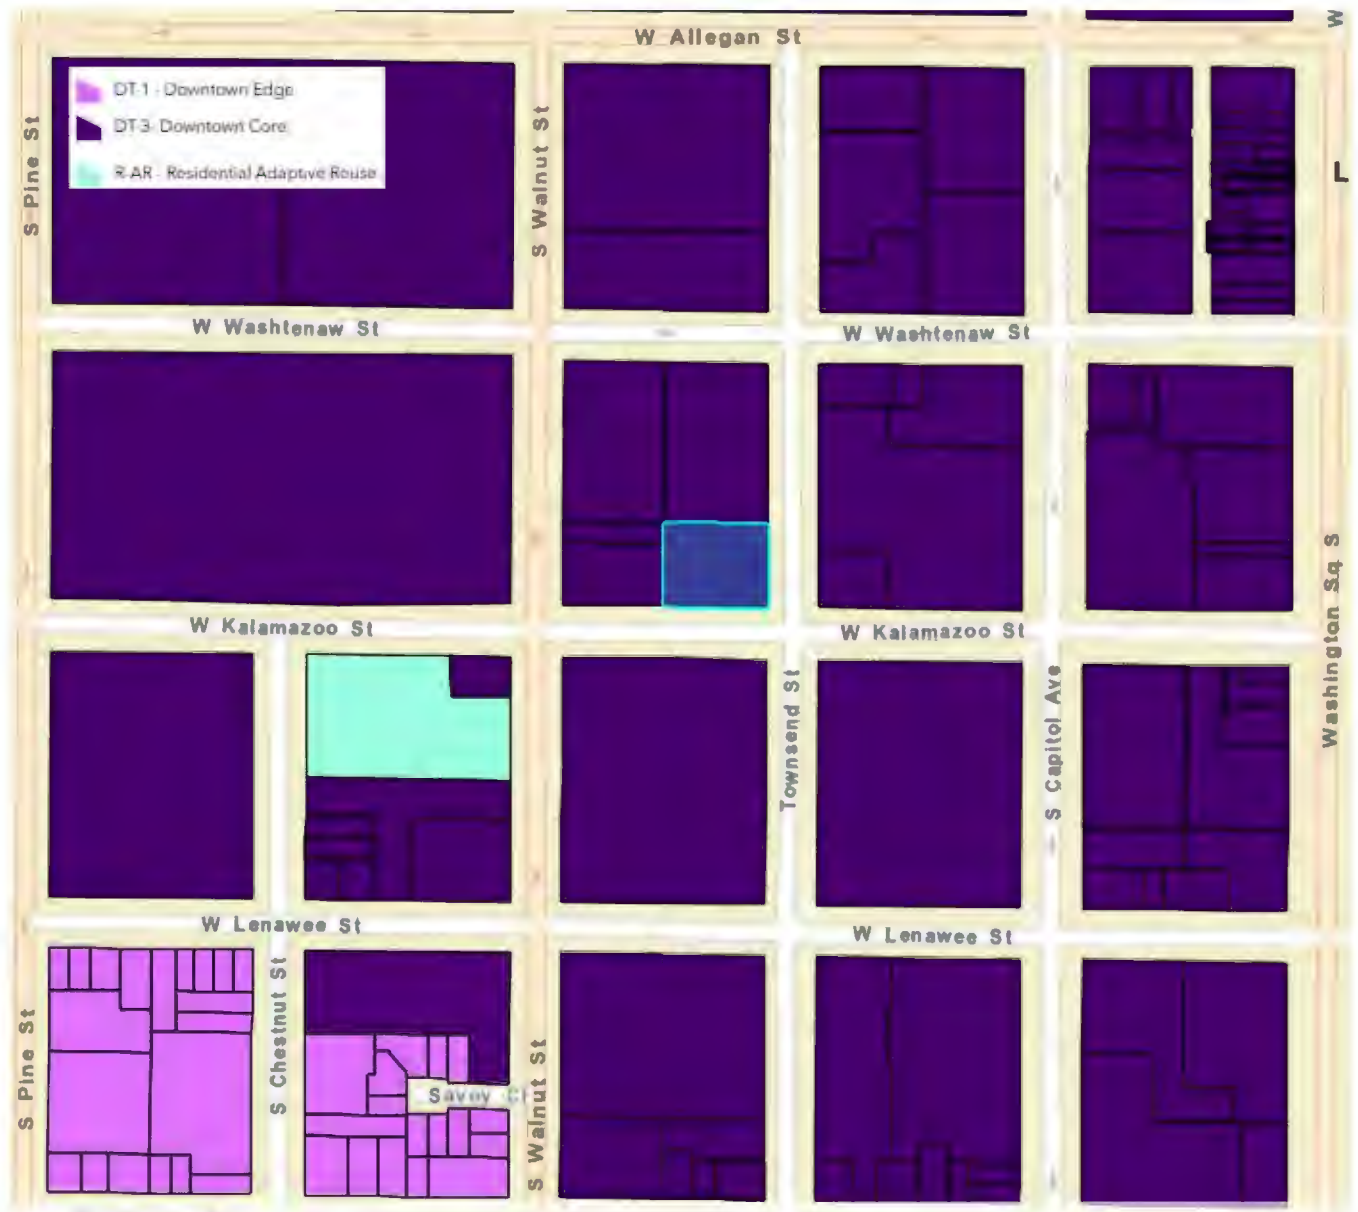 W Allegan St
W
DT-1 - Downtown Edge
DT-3- Downtown Core
R-AR - Residential Adaptive Reuse
S Pine St
S Walnut St
L
W Washtenaw St
W Washtenaw St
W Kalamazoo St
W Kalamazoo St
Washington Sq S
Townsend St
S Capitol Ave
W Lenawee St
W Lenawee St
S Pine St
S Chestnut St
S Walnut St
Savoy Ct